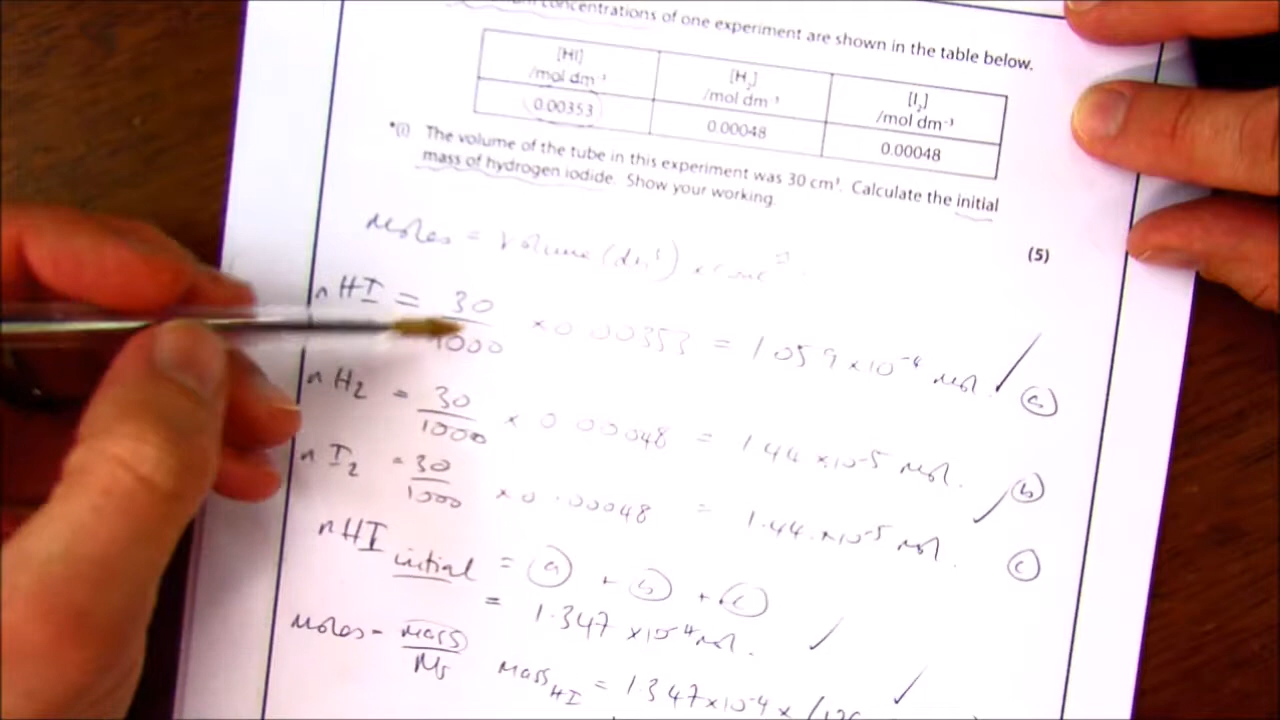 concentrations of one experiment are shown in the table below.
[HI] /mol dm⁻³ [H₂] /mol dm⁻³ [I₂] /mol dm⁻³
0.00353 0.00048 0.00048
*(i) The volume of the tube in this experiment was 30 cm³. Calculate the initial
mass of hydrogen iodide. Show your working.
(5)
moles = Volume (dm³) × conc
nHI = 30/1000 × 0.00353 = 1.059 × 10⁻⁴ mol. ✓ (a)
nH₂ = 30/1000 × 0.00048 = 1.44 × 10⁻⁵ mol. (b)
nI₂ = 30/1000 × 0.00048 = 1.44 × 10⁻⁵ mol. ✓ (c)
nHI initial = (a) + (b) + (c)
= 1.347 × 10⁻⁴ mol. ✓
moles = mass/Mr mass HI = 1.347 × 10⁻⁴ × ✓